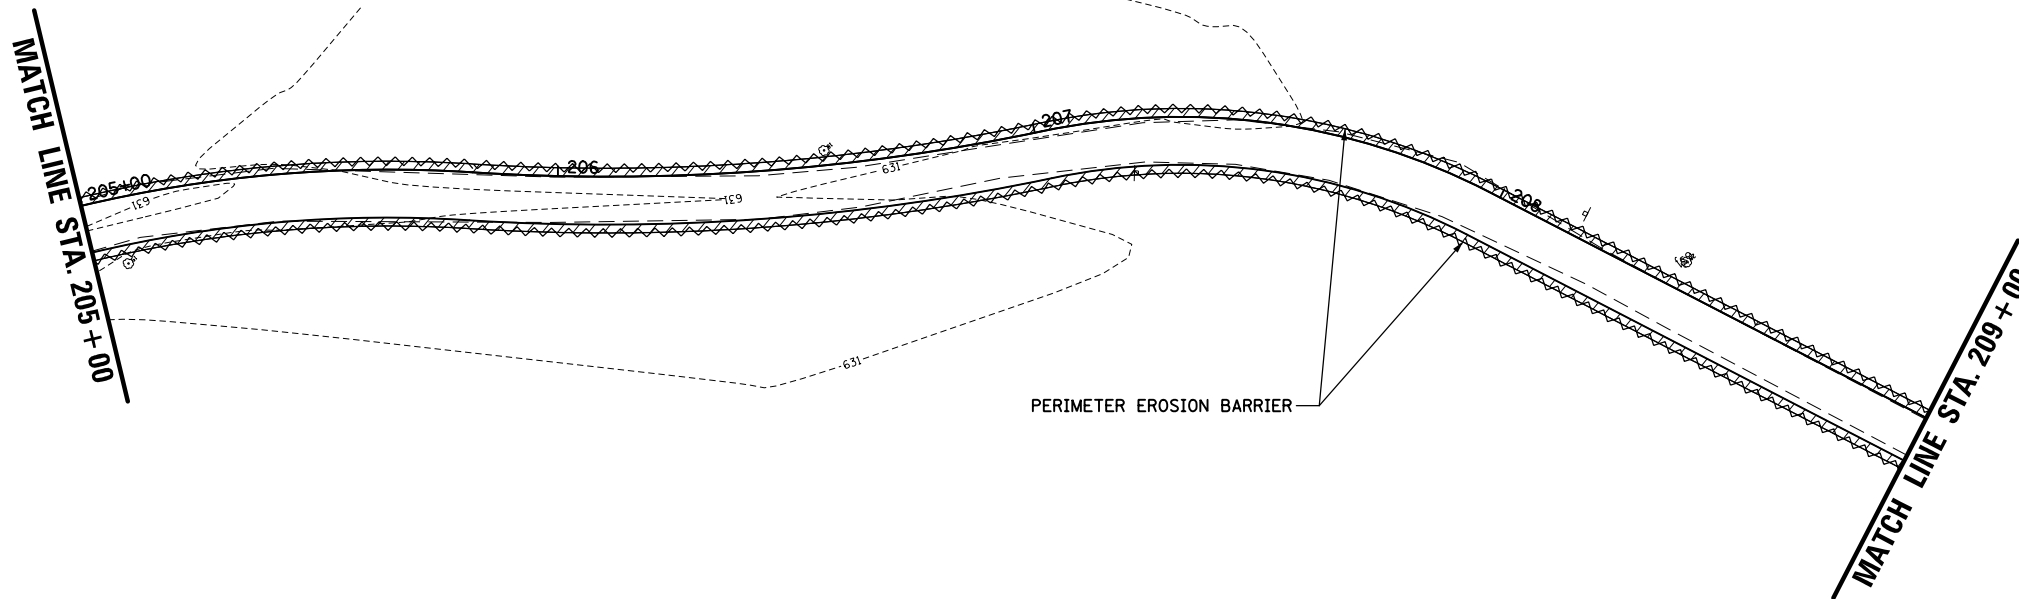 MATCH LINE STA. 205+00
205+00
206
207
208
631
631
631
631
PERIMETER EROSION BARRIER
MATCH LINE STA. 209+00